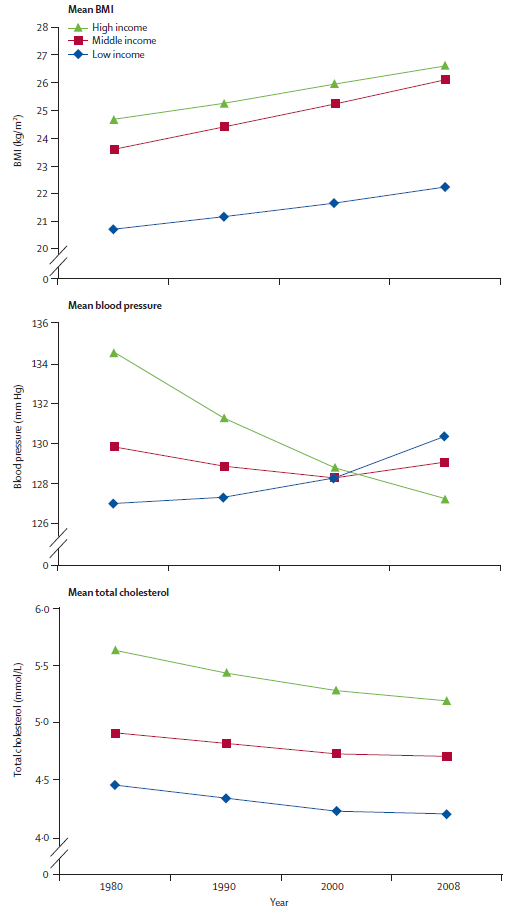 Mean BMI
28
High income
Middle income
27
Low income
26
25
24
23
22
21
20
0
BMI (kg/m²)
Mean blood pressure
136
134
132
130
128
126
0
Blood pressure (mm Hg)
Mean total cholesterol
6·0
5·5
5·0
4·5
4·0
0
Total cholesterol (mmol/L)
1980 1990 2000 2008
Year